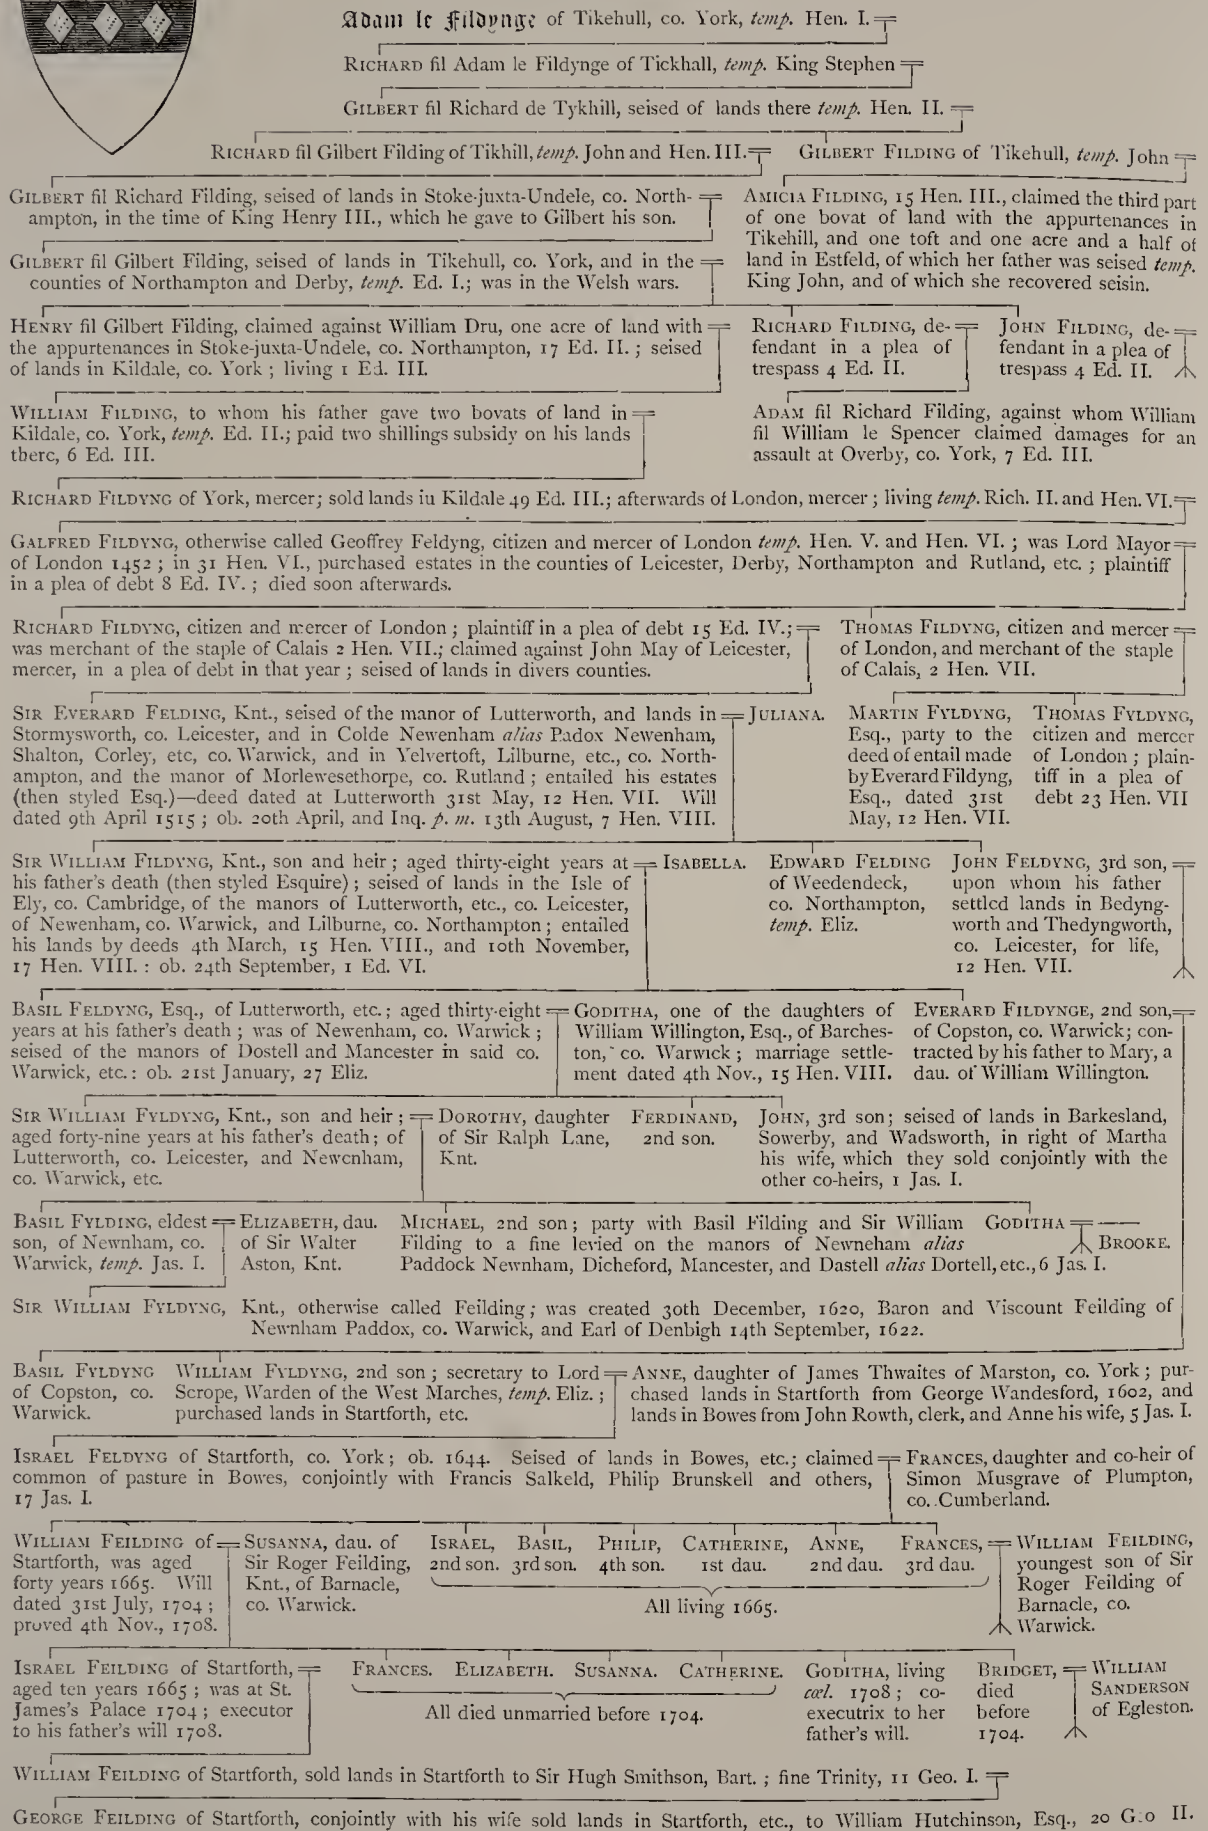 Adam le Fildynge of Tikehull, co. York, temp. Hen. I.
RICHARD fil Adam le Fildynge of Tickhall, temp. King Stephen
GILBERT fil Richard de Tykhill, seised of lands there temp. Hen. II.
RICHARD fil Gilbert Filding of Tikhill, temp. John and Hen. III.
GILBERT FILDING of Tikehull, temp. John
GILBERT fil Richard Filding, seised of lands in Stoke-juxta-Undele, co. North-
ampton, in the time of King Henry III., which he gave to Gilbert his son.
AMICIA FILDING, 15 Hen. III., claimed the third part
of one bovat of land with the appurtenances in
Tikehill, and one toft and one acre and a half of
land in Estfeld, of which her father was seised temp.
King John, and of which she recovered seisin.
GILBERT fil Gilbert Filding, seised of lands in Tikehull, co. York, and in the
counties of Northampton and Derby, temp. Ed. I.; was in the Welsh wars.
HENRY fil Gilbert Filding, claimed against William Dru, one acre of land with
the appurtenances in Stoke-juxta-Undele, co. Northampton, 17 Ed. II. ; seised
of lands in Kildale, co. York ; living 1 Ed. III.
RICHARD FILDING, de-
fendant in a plea of
trespass 4 Ed. II.
JOHN FILDING, de-
fendant in a plea of
trespass 4 Ed. II.
WILLIAM FILDING, to whom his father gave two bovats of land in
Kildale, co. York, temp. Ed. II.; paid two shillings subsidy on his lands
there, 6 Ed. III.
ADAM fil Richard Filding, against whom William
fil William le Spencer claimed damages for an
assault at Overby, co. York, 7 Ed. III.
RICHARD FILDYNG of York, mercer; sold lands in Kildale 49 Ed. III.; afterwards of London, mercer ; living temp. Rich. II. and Hen. VI.
GALFRED FILDYNG, otherwise called Geoffrey Feldyng, citizen and mercer of London temp. Hen. V. and Hen. VI. ; was Lord Mayor
of London 1452 ; in 31 Hen. VI., purchased estates in the counties of Leicester, Derby, Northampton and Rutland, etc. ; plaintiff
in a plea of debt 8 Ed. IV. ; died soon afterwards.
RICHARD FILDYNG, citizen and mercer of London ; plaintiff in a plea of debt 15 Ed. IV.;
was merchant of the staple of Calais 2 Hen. VII.; claimed against John May of Leicester,
mercer, in a plea of debt in that year ; seised of lands in divers counties.
THOMAS FILDYNG, citizen and mercer
of London, and merchant of the staple
of Calais, 2 Hen. VII.
SIR EVERARD FELDING, Knt., seised of the manor of Lutterworth, and lands in
Stormysworth, co. Leicester, and in Colde Newenham alias Padox Newenham,
Shalton, Corley, etc, co. Warwick, and in Yelvertoft, Lilburne, etc., co. North-
ampton, and the manor of Morlewesethorpe, co. Rutland ; entailed his estates
(then styled Esq.)—deed dated at Lutterworth 31st May, 12 Hen. VII. Will
dated 9th April 1515 ; ob. 20th April, and Inq. p. m. 13th August, 7 Hen. VIII.
JULIANA.
MARTIN FYLDYNG,
Esq., party to the
deed of entail made
by Everard Fildyng,
Esq., dated 31st
May, 12 Hen. VII.
THOMAS FYLDYNG,
citizen and mercer
of London ; plain-
tiff in a plea of
debt 23 Hen. VII
SIR WILLIAM FILDYNG, Knt., son and heir ; aged thirty-eight years at
his father's death (then styled Esquire) ; seised of lands in the Isle of
Ely, co. Cambridge, of the manors of Lutterworth, etc., co. Leicester,
of Newenham, co. Warwick, and Lilburne, co. Northampton ; entailed
his lands by deeds 4th March, 15 Hen. VIII., and 10th November,
17 Hen. VIII. : ob. 24th September, 1 Ed. VI.
ISABELLA.
EDWARD FELDING
of Weedendeck,
co. Northampton,
temp. Eliz.
JOHN FELDYNG, 3rd son,
upon whom his father
settled lands in Bedyng-
worth and Thedyngworth,
co. Leicester, for life,
12 Hen. VII.
BASIL FELDYNG, Esq., of Lutterworth, etc.; aged thirty-eight
years at his father's death ; was of Newenham, co. Warwick ;
seised of the manors of Dostell and Mancester in said co.
Warwick, etc.: ob. 21st January, 27 Eliz.
GODITHA, one of the daughters of
William Willington, Esq., of Barches-
ton, co. Warwick ; marriage settle-
ment dated 4th Nov., 15 Hen. VIII.
EVERARD FILDYNGE, 2nd son,
of Copston, co. Warwick; con-
tracted by his father to Mary, a
dau. of William Willington.
SIR WILLIAM FYLDYNG, Knt., son and heir ;
aged forty-nine years at his father's death; of
Lutterworth, co. Leicester, and Newenham,
co. Warwick, etc.
DOROTHY, daughter
of Sir Ralph Lane,
Knt.
FERDINAND,
2nd son.
JOHN, 3rd son; seised of lands in Barkesland,
Sowerby, and Wadsworth, in right of Martha
his wife, which they sold conjointly with the
other co-heirs, 1 Jas. I.
BASIL FYLDING, eldest
son, of Newnham, co.
Warwick, temp. Jas. I.
ELIZABETH, dau.
of Sir Walter
Aston, Knt.
MICHAEL, 2nd son; party with Basil Filding and Sir William
Filding to a fine levied on the manors of Newneham alias
Paddock Newnham, Dicheford, Mancester, and Dastell alias Dortell, etc., 6 Jas. I.
GODITHA
——
BROOKE.
SIR WILLIAM FYLDYNG, Knt., otherwise called Feilding; was created 30th December, 1620, Baron and Viscount Feilding of
Newnham Paddox, co. Warwick, and Earl of Denbigh 14th September, 1622.
BASIL FYLDYNG
of Copston, co.
Warwick.
WILLIAM FYLDYNG, 2nd son ; secretary to Lord
Scrope, Warden of the West Marches, temp. Eliz. ;
purchased lands in Startforth, etc.
ANNE, daughter of James Thwaites of Marston, co. York ; pur-
chased lands in Startforth from George Wandesford, 1602, and
lands in Bowes from John Rowth, clerk, and Anne his wife, 5 Jas. I.
ISRAEL FELDYNG of Startforth, co. York; ob. 1644. Seised of lands in Bowes, etc.; claimed
common of pasture in Bowes, conjointly with Francis Salkeld, Philip Brunskell and others,
17 Jas. I.
FRANCES, daughter and co-heir of
Simon Musgrave of Plumpton,
co. Cumberland.
WILLIAM FEILDING of
Startforth, was aged
forty years 1665. Will
dated 31st July, 1704 ;
proved 4th Nov., 1708.
SUSANNA, dau. of
Sir Roger Feilding,
Knt., of Barnacle,
co. Warwick.
ISRAEL,
2nd son.
BASIL,
3rd son.
PHILIP,
4th son.
CATHERINE,
1st dau.
ANNE,
2nd dau.
FRANCES,
3rd dau.
All living 1665.
WILLIAM FEILDING,
youngest son of Sir
Roger Feilding of
Barnacle, co.
Warwick.
ISRAEL FEILDING of Startforth,
aged ten years 1665 ; was at St.
James's Palace 1704 ; executor
to his father's will 1708.
FRANCES. ELIZABETH. SUSANNA. CATHERINE.
All died unmarried before 1704.
GODITHA, living
cœl. 1708 ; co-
executrix to her
father's will.
BRIDGET,
died
before
1704.
WILLIAM
SANDERSON
of Egleston.
WILLIAM FEILDING of Startforth, sold lands in Startforth to Sir Hugh Smithson, Bart. ; fine Trinity, 11 Geo. I.
GEORGE FEILDING of Startforth, conjointly with his wife sold lands in Startforth, etc., to William Hutchinson, Esq., 20 G:o II.